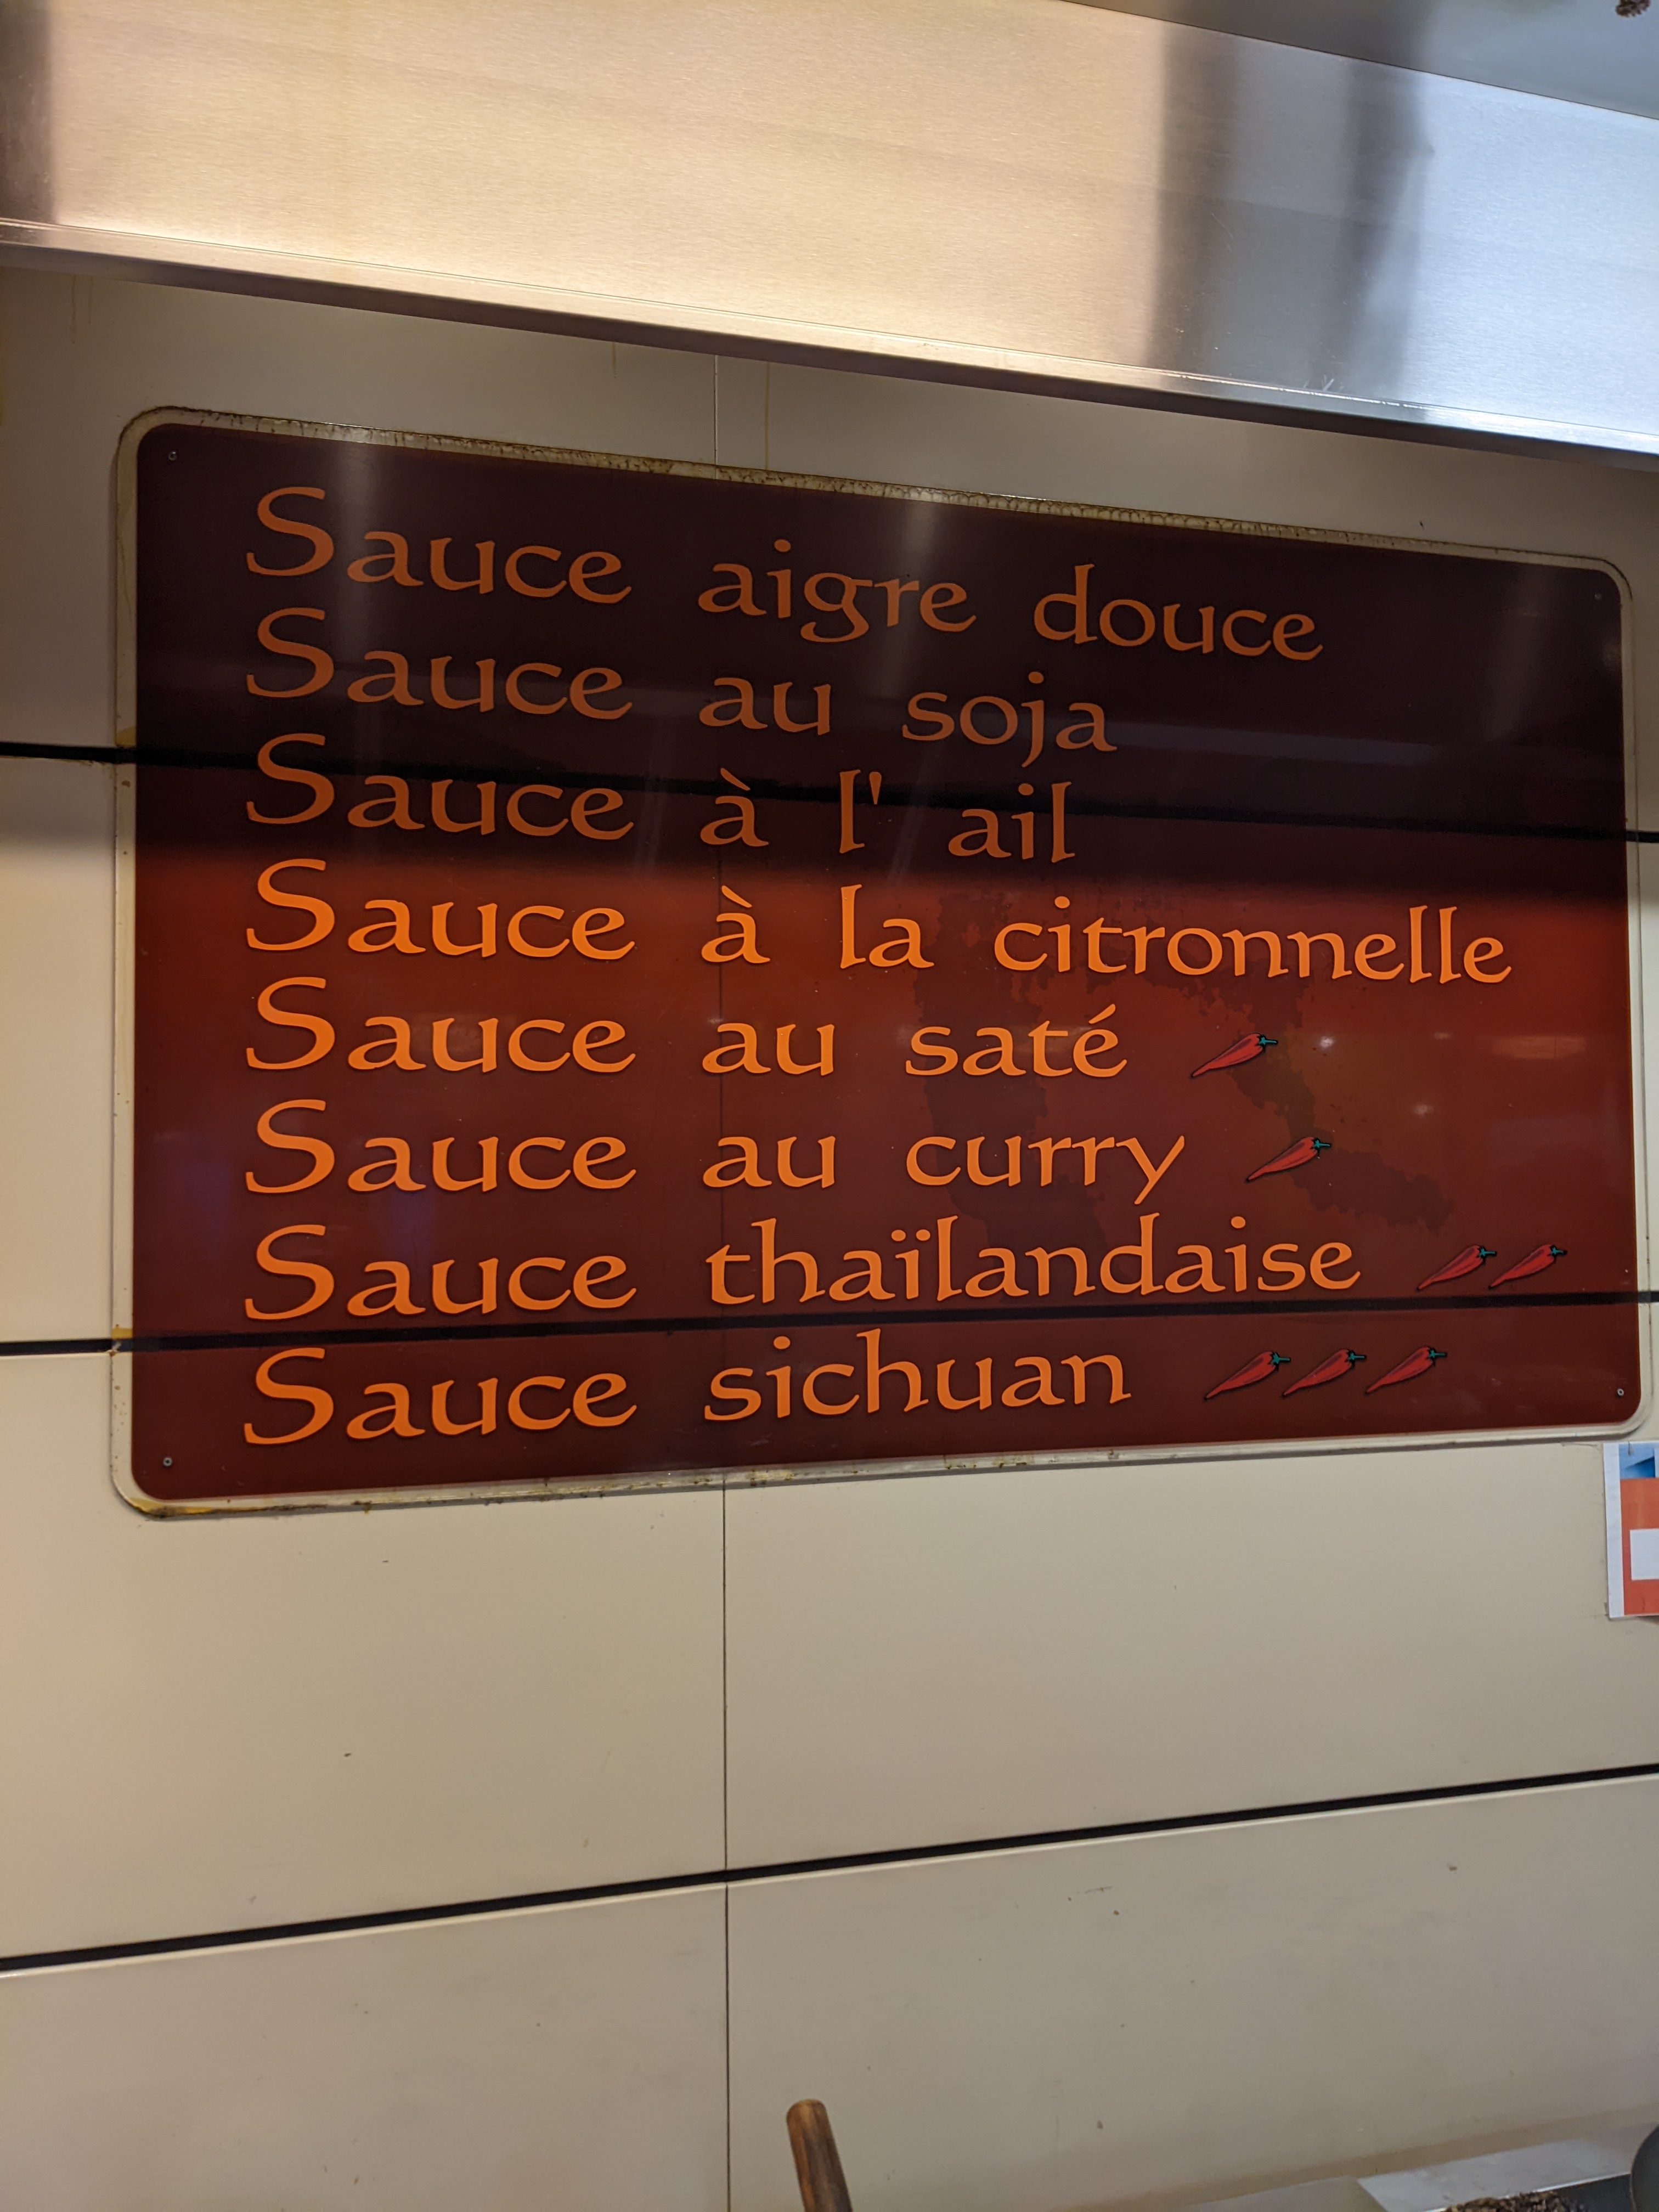 Sauce aigre douce
Sauce au soja
Sauce à l' ail
Sauce à la citronnelle
Sauce au saté
Sauce au curry
Sauce thaïlandaise
Sauce sichuan